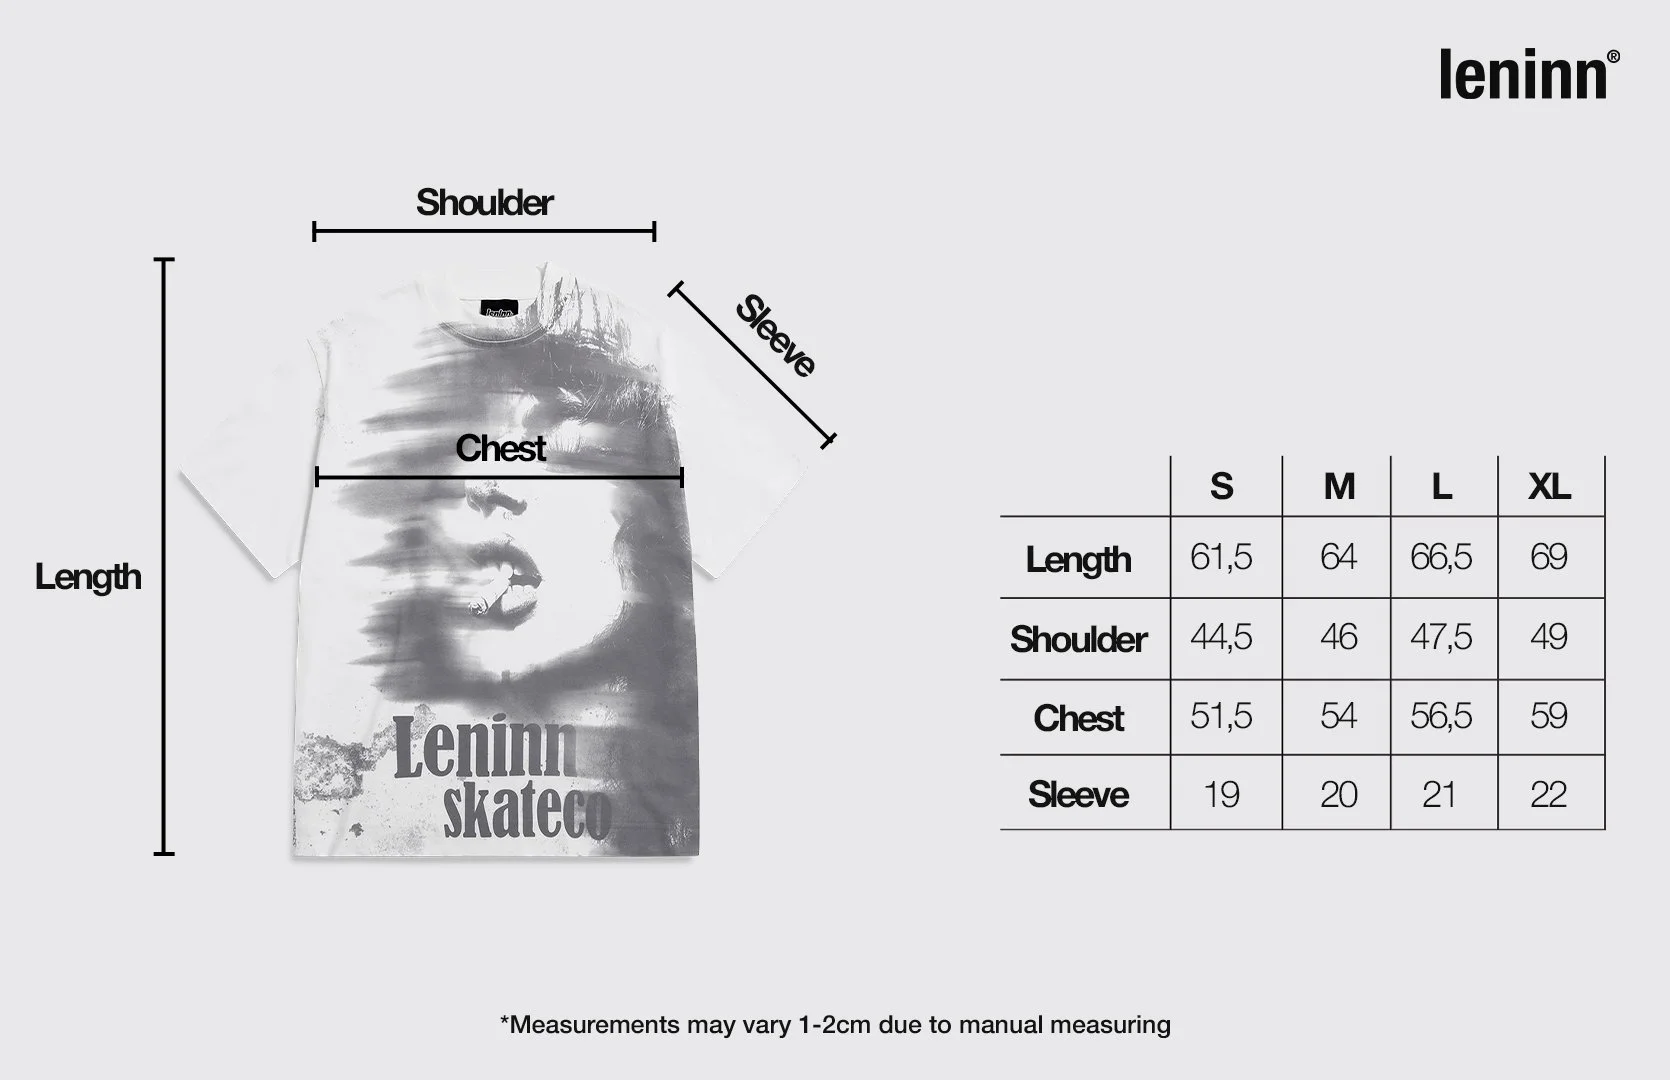 leninn®
Shoulder
Sleeve
leninn
Chest
Length
Leninn
skateco
S M L XL
Length 61,5 64 66,5 69
Shoulder 44,5 46 47,5 49
Chest 51,5 54 56,5 59
Sleeve 19 20 21 22
*Measurements may vary 1-2cm due to manual measuring